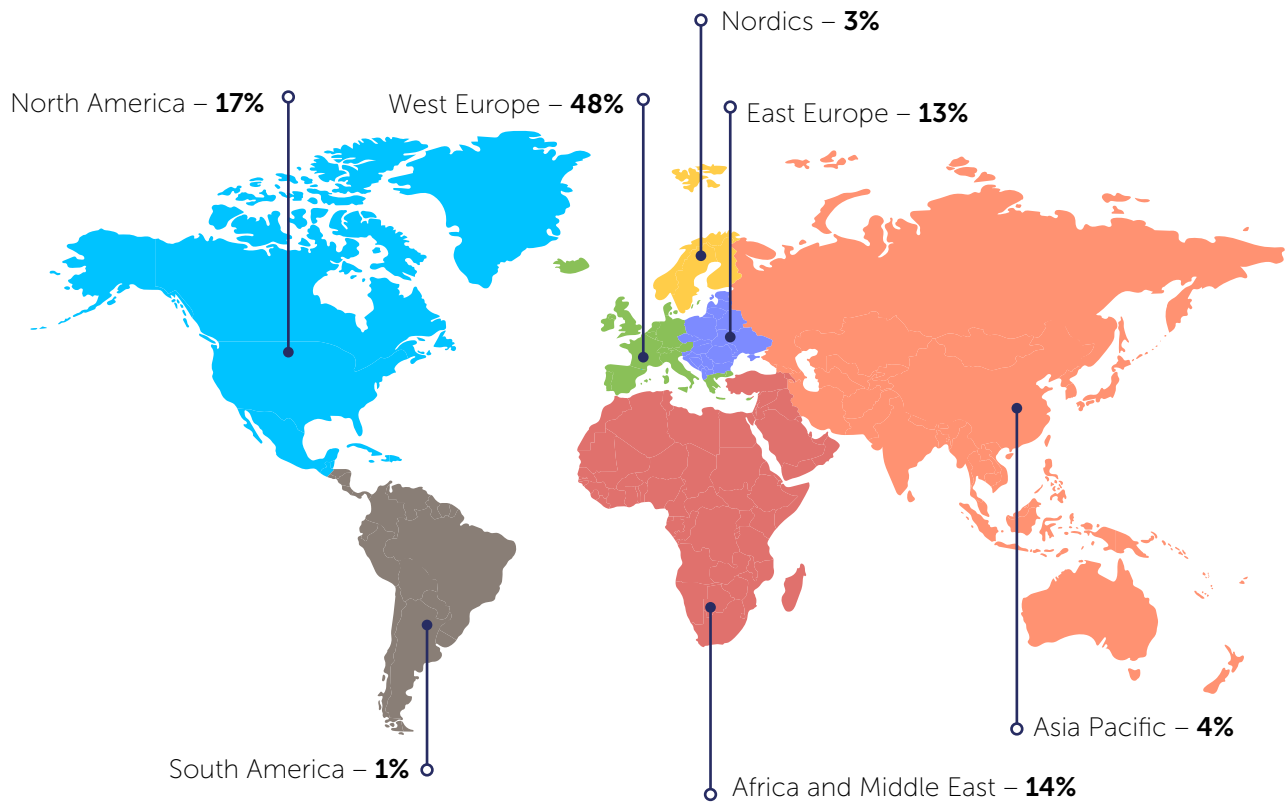 Nordics – 3%
North America – 17%
West Europe – 48%
East Europe – 13%
Asia Pacific – 4%
South America – 1%
Africa and Middle East – 14%